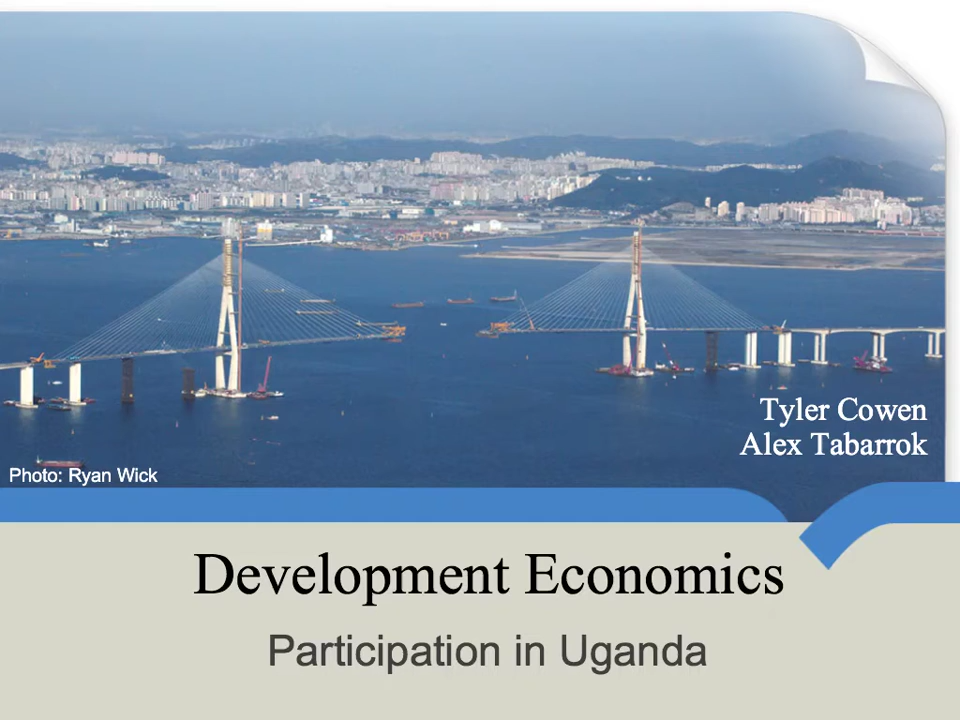 Tyler Cowen
Alex Tabarrok
Photo: Ryan Wick
Development Economics
Participation in Uganda